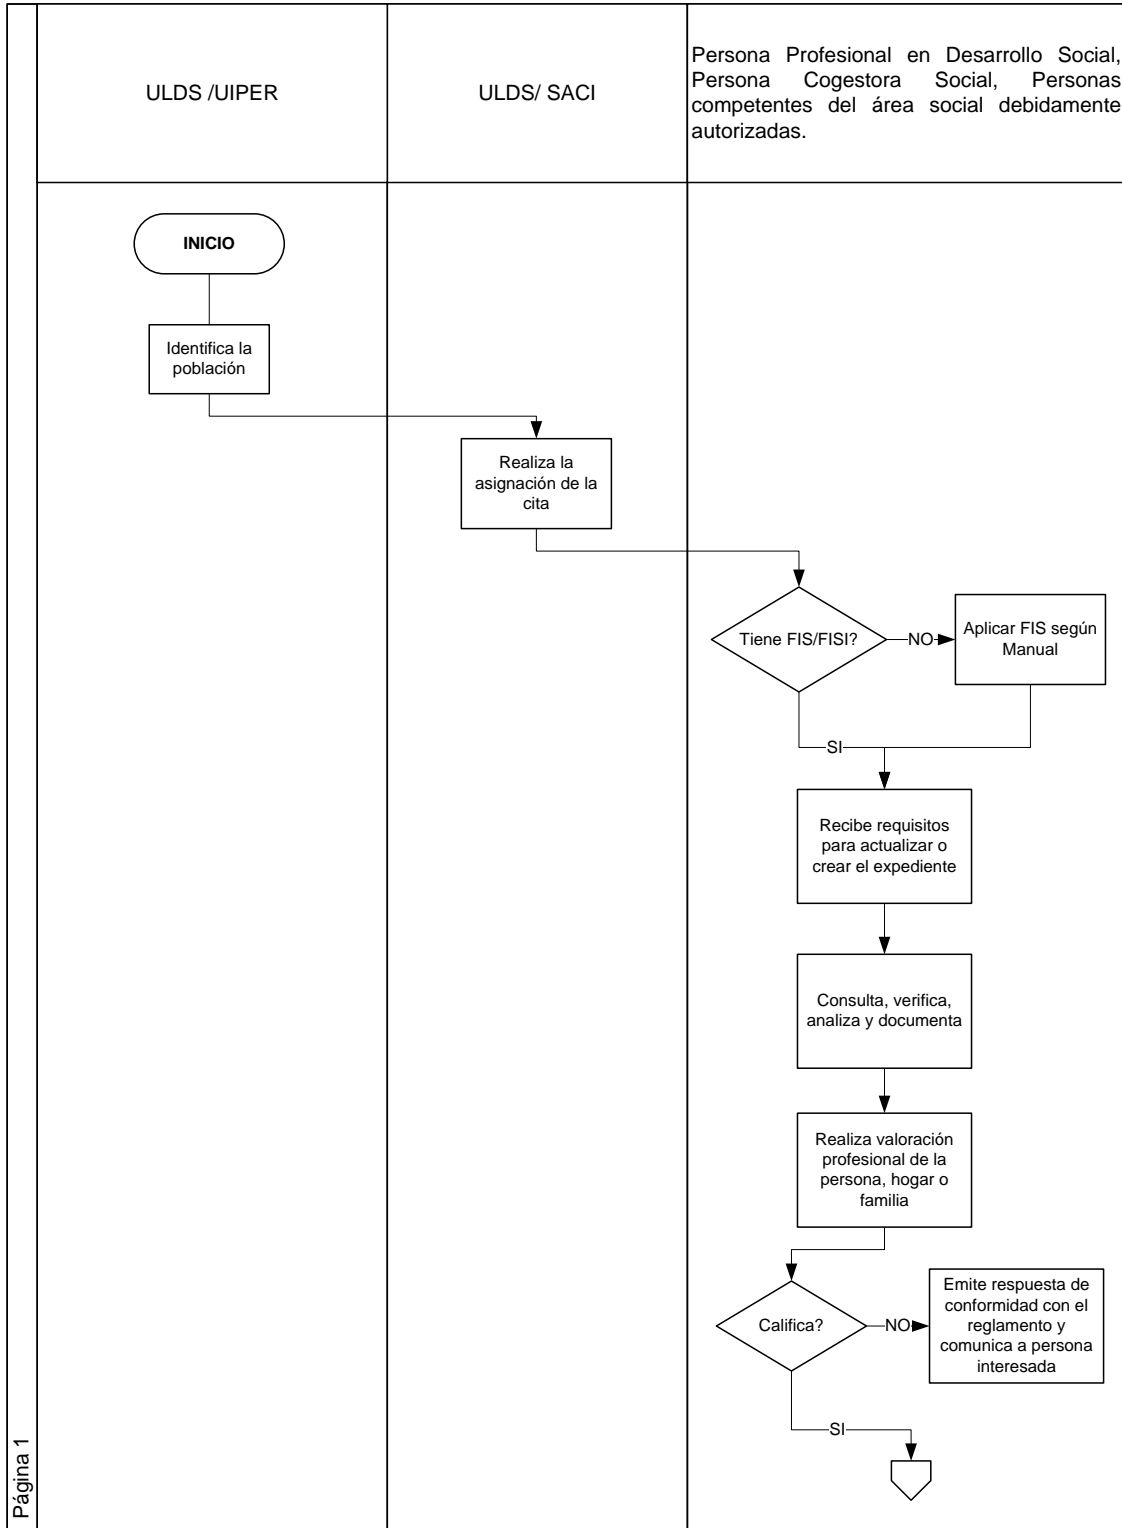 ULDS /UIPER
ULDS/ SACI
Persona Profesional en Desarrollo Social,
Persona Cogestora Social, Personas
competentes del área social debidamente
autorizadas.
INICIO
Identifica la
población
Realiza la
asignación de la
cita
Tiene FIS/FISI?
NO
Aplicar FIS según
Manual
SI
Recibe requisitos
para actualizar o
crear el expediente
Consulta, verifica,
analiza y documenta
Realiza valoración
profesional de la
persona, hogar o
familia
Califica?
NO
Emite respuesta de
conformidad con el
reglamento y
comunica a persona
interesada
SI
Página 1